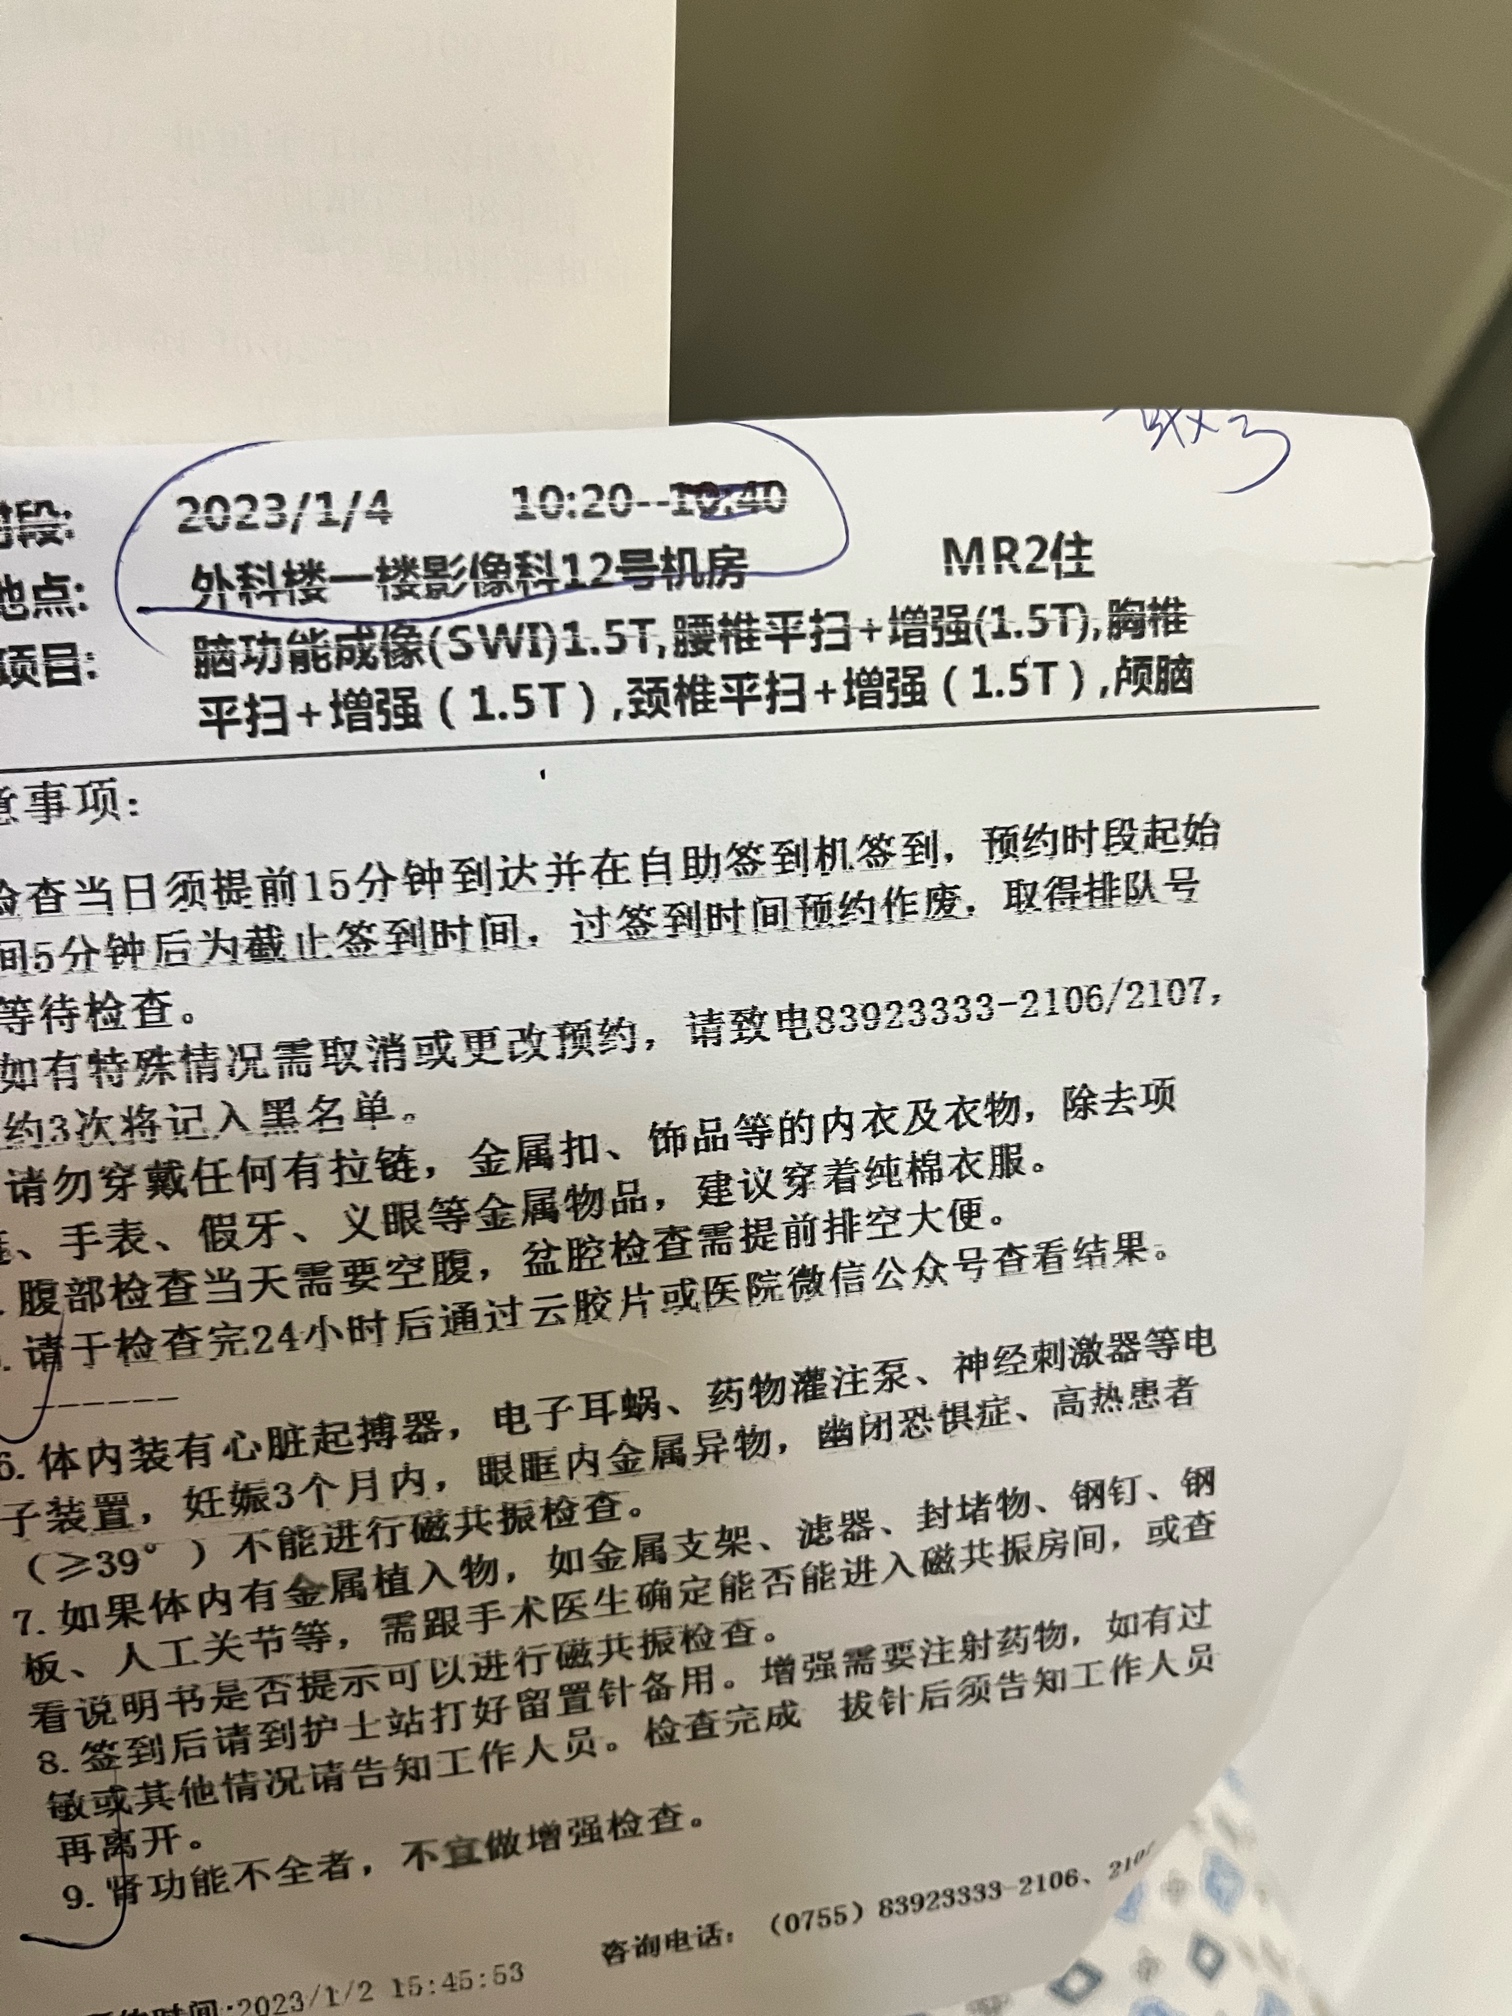 段: 2023/1/4 10:20--10:40
地点: 外科楼一楼影像科12号机房 MR2住
项目: 脑功能成像(SWI)1.5T,腰椎平扫+增强(1.5T),胸椎
平扫+增强（1.5T）,颈椎平扫+增强（1.5T）,颅脑
意事项:
检查当日须提前15分钟到达并在自助签到机签到，预约时段起始
间5分钟后为截止签到时间，过签到时间预约作废，取得排队号
等待检查。
如有特殊情况需取消或更改预约，请致电83923333-2106/2107,
约3次将记入黑名单。
请勿穿戴任何有拉链，金属扣、饰品等的内衣及衣物，除去项
、手表、假牙、义眼等金属物品，建议穿着纯棉衣服。
腹部检查当天需要空腹，盆腔检查需提前排空大便。
.请于检查完24小时后通过云胶片或医院微信公众号查看结果。
------
6.体内装有心脏起搏器，电子耳蜗、药物灌注泵、神经刺激器等电
子装置，妊娠3个月内，眼眶内金属异物，幽闭恐惧症、高热患者
（≥39°）不能进行磁共振检查。
7.如果体内有金属植入物，如金属支架、滤器、封堵物、钢钉、钢
板、人工关节等，需跟手术医生确定能否能进入磁共振房间，或查
看说明书是否提示可以进行磁共振检查。
8.签到后请到护士站打好留置针备用。增强需要注射药物，如有过
敏或其他情况请告知工作人员。检查完成 拔针后须告知工作人员
再离开。
9.肾功能不全者，不宜做增强检查。
咨询电话：（0755）83923333-2106、210
时间:2023/1/2 15:45:53